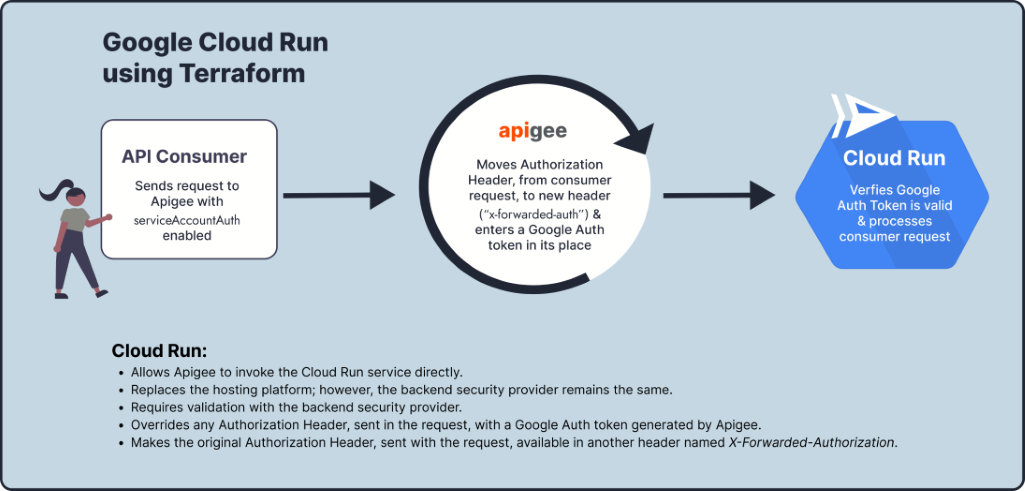 Google Cloud Run
using Terraform
API Consumer
Sends request to
Apigee with
serviceAccountAuth
enabled
apigee
Moves Authorization
Header, from consumer
request, to new header
("x-forwarded-auth") &
enters a Google Auth
token in its place
Cloud Run
Verfies Google
Auth Token is valid
& processes
consumer request
Cloud Run:
• Allows Apigee to invoke the Cloud Run service directly.
• Replaces the hosting platform; however, the backend security provider remains the same.
• Requires validation with the backend security provider.
• Overrides any Authorization Header, sent in the request, with a Google Auth token generated by Apigee.
• Makes the original Authorization Header, sent with the request, available in another header named X-Forwarded-Authorization.